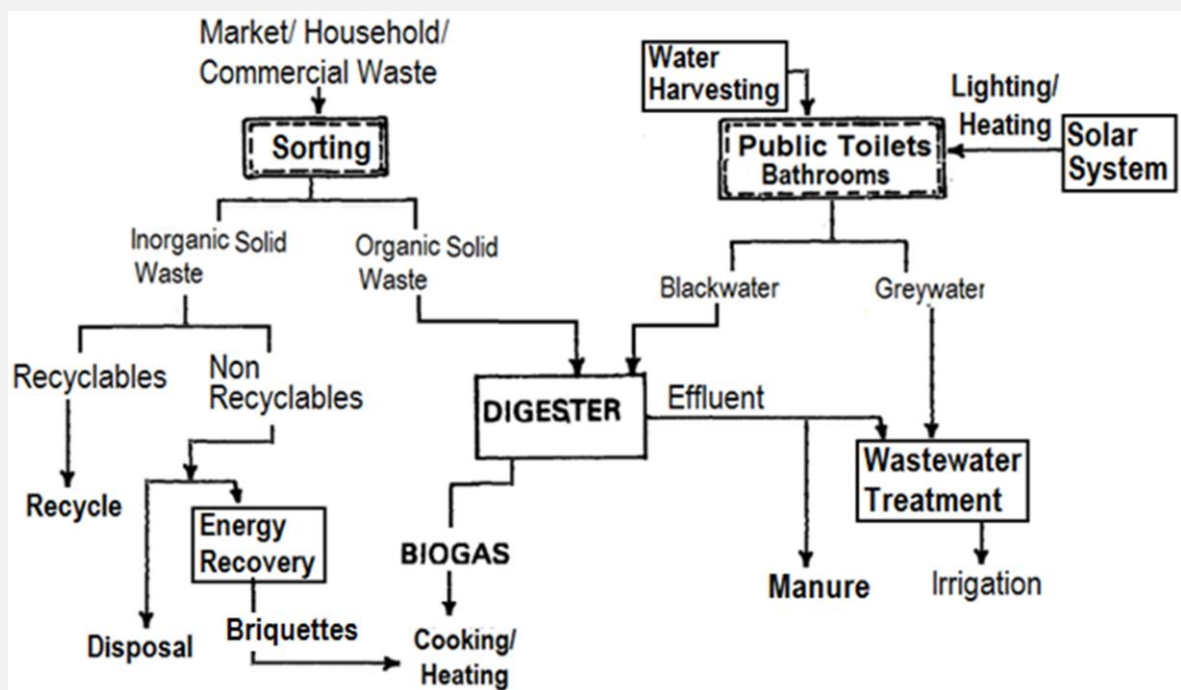 Market/ Household/
Commercial Waste
Water
Harvesting
Lighting/
Heating
Sorting
Public Toilets
Bathrooms
Solar
System
Inorganic Solid
Waste
Organic Solid
Waste
Blackwater
Greywater
Recyclables
Non
Recyclables
DIGESTER
Effluent
Wastewater
Treatment
Recycle
Energy
Recovery
BIOGAS
Manure
Irrigation
Disposal
Briquettes
Cooking/
Heating